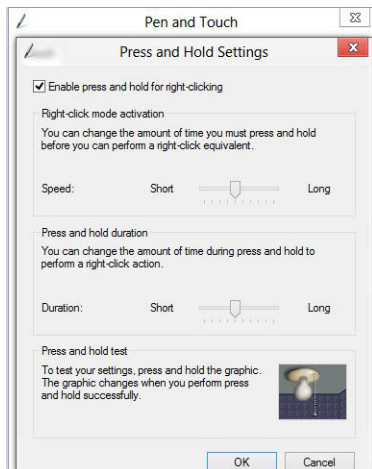 Pen and Touch
Press and Hold Settings
Enable press and hold for right-clicking
Right-click mode activation
You can change the amount of time you must press and hold
before you can perform a right-click equivalent.
Speed: Short Long
Press and hold duration
You can change the amount of time during press and hold to
perform a right-click action.
Duration: Short Long
Press and hold test
To test your settings, press and hold the graphic.
The graphic changes when you perform press
and hold successfully.
OK Cancel